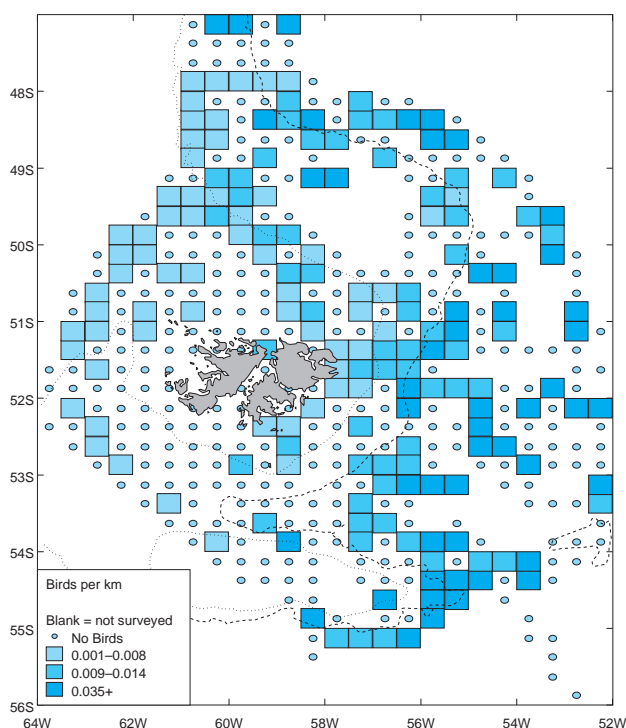 48S
49S
50S
51S
52S
53S
54S
55S
56S
Birds per km
Blank = not surveyed
No Birds
0.001–0.008
0.009–0.014
0.035+
64W 62W 60W 58W 56W 54W 52W